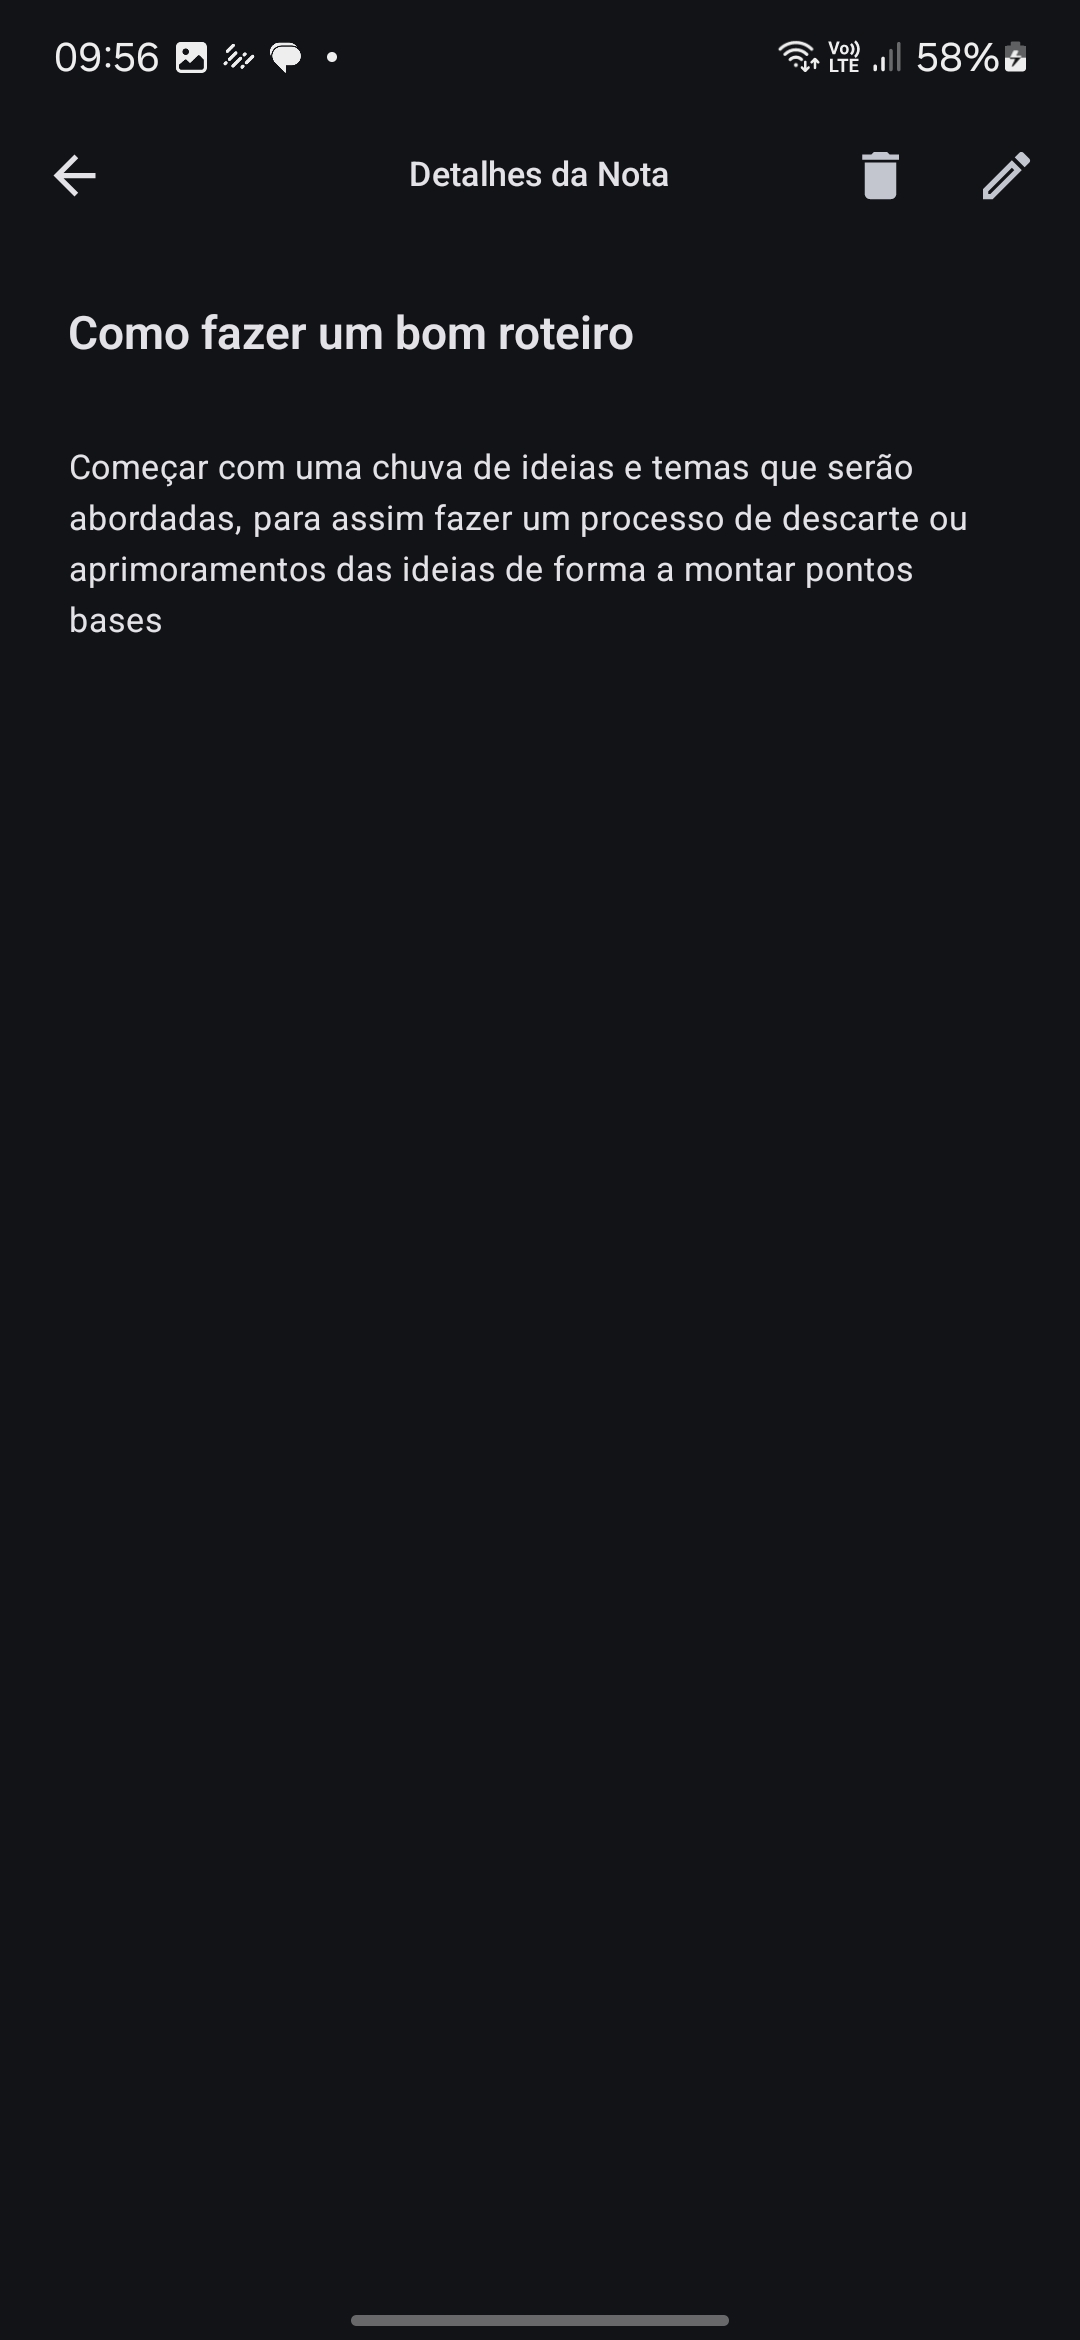 09:56
Vo)) LTE
58%
Detalhes da Nota
Como fazer um bom roteiro
Começar com uma chuva de ideias e temas que serão
abordadas, para assim fazer um processo de descarte ou
aprimoramentos das ideias de forma a montar pontos
bases